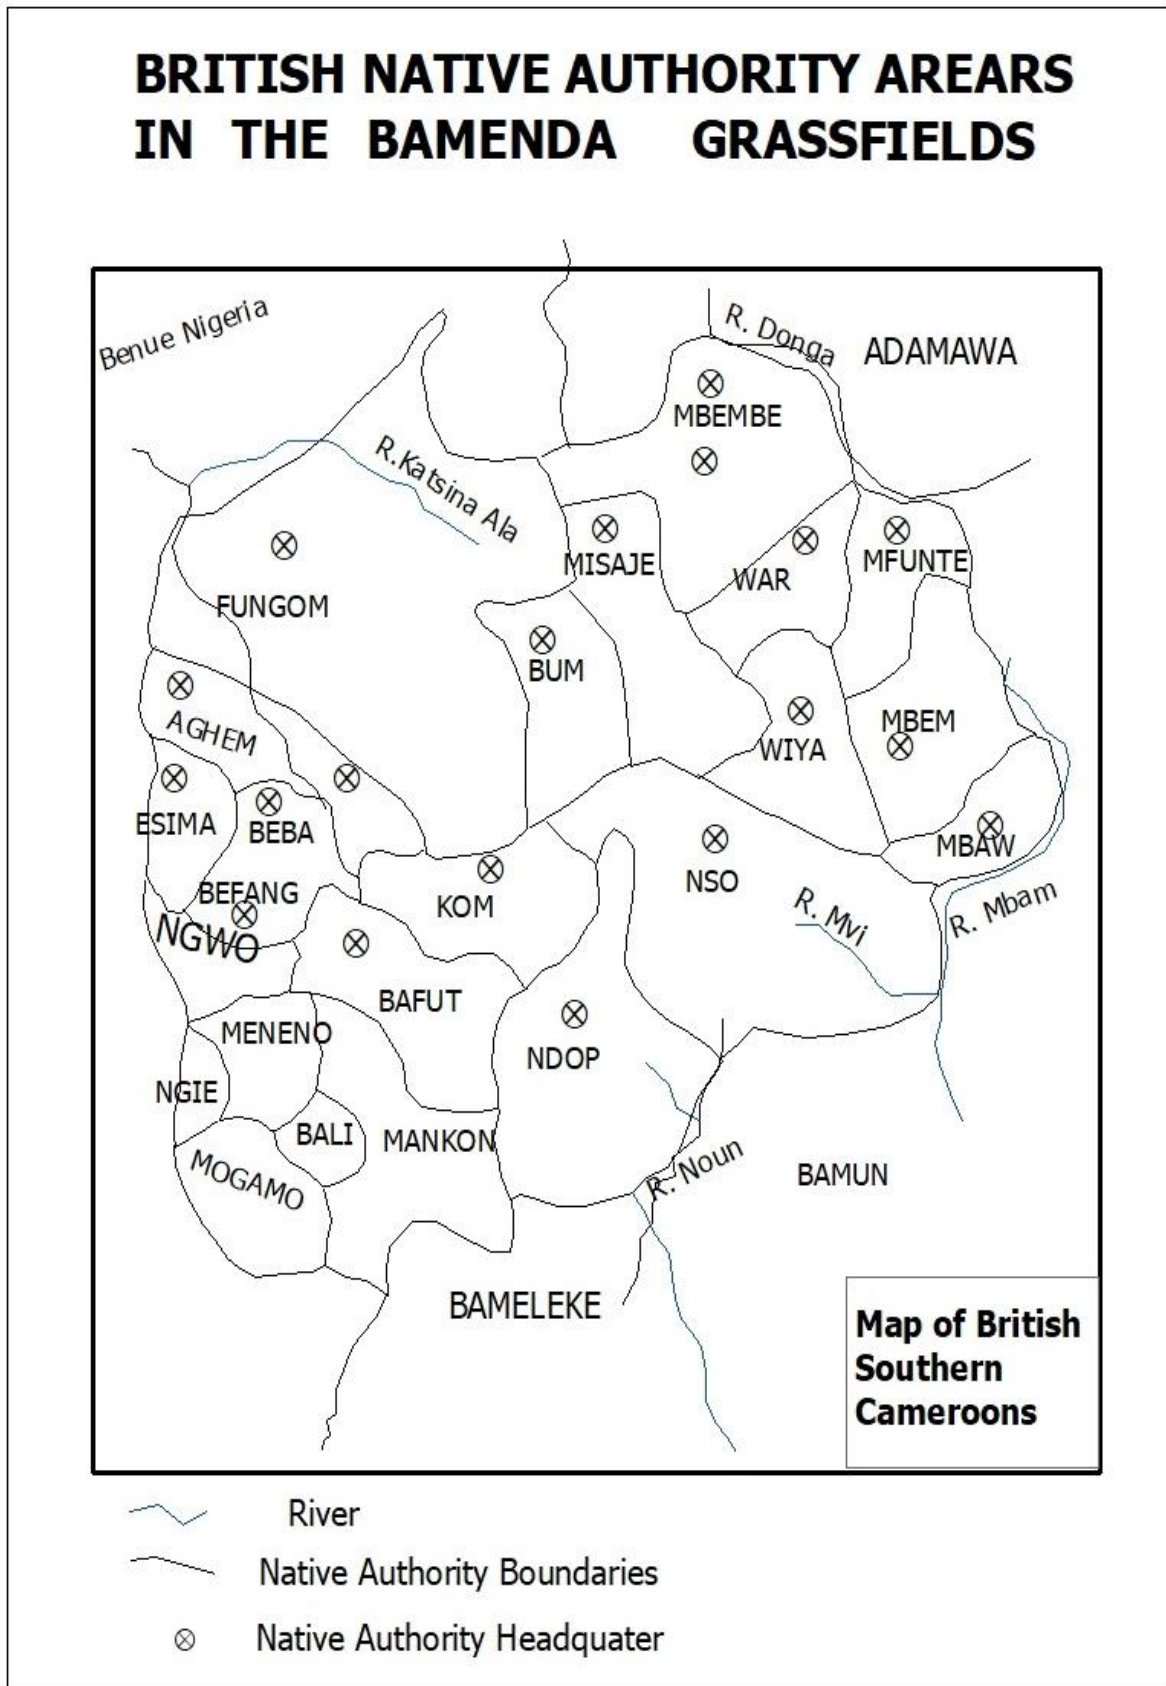 BRITISH NATIVE AUTHORITY AREARS
IN THE BAMENDA GRASSFIELDS
Benue Nigeria
R. Donga
ADAMAWA
MBEMBE
R.Katsina Ala
MISAJE
WAR
MFUNTE
FUNGOM
BUM
AGHEM
MBEM
WIYA
ESIMA
BEBA
MBAW
NSO
BEFANG
KOM
R. Mvi
R. Mbam
NGWO
BAFUT
MENENO
NDOP
NGIE
BALI
MANKON
MOGAMO
R. Noun
BAMUN
BAMELEKE
Map of British
Southern
Cameroons
River
Native Authority Boundaries
Native Authority Headquater